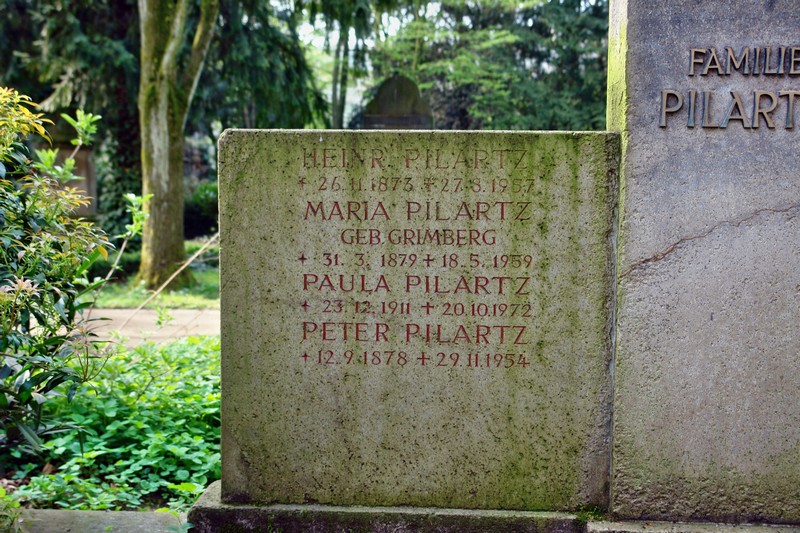 HEINR. PILARTZ
+ 26.11.1873 + 27.3.1957
MARIA PILARTZ
GEB. GRIMBERG
+ 31. 3. 1879 + 18. 5. 1959
PAULA PILARTZ
+ 23.12.1911 + 20.10.1972
PETER PILARTZ
+ 12.9.1878 + 29.11.1954
FAMILIE
PILARTZ